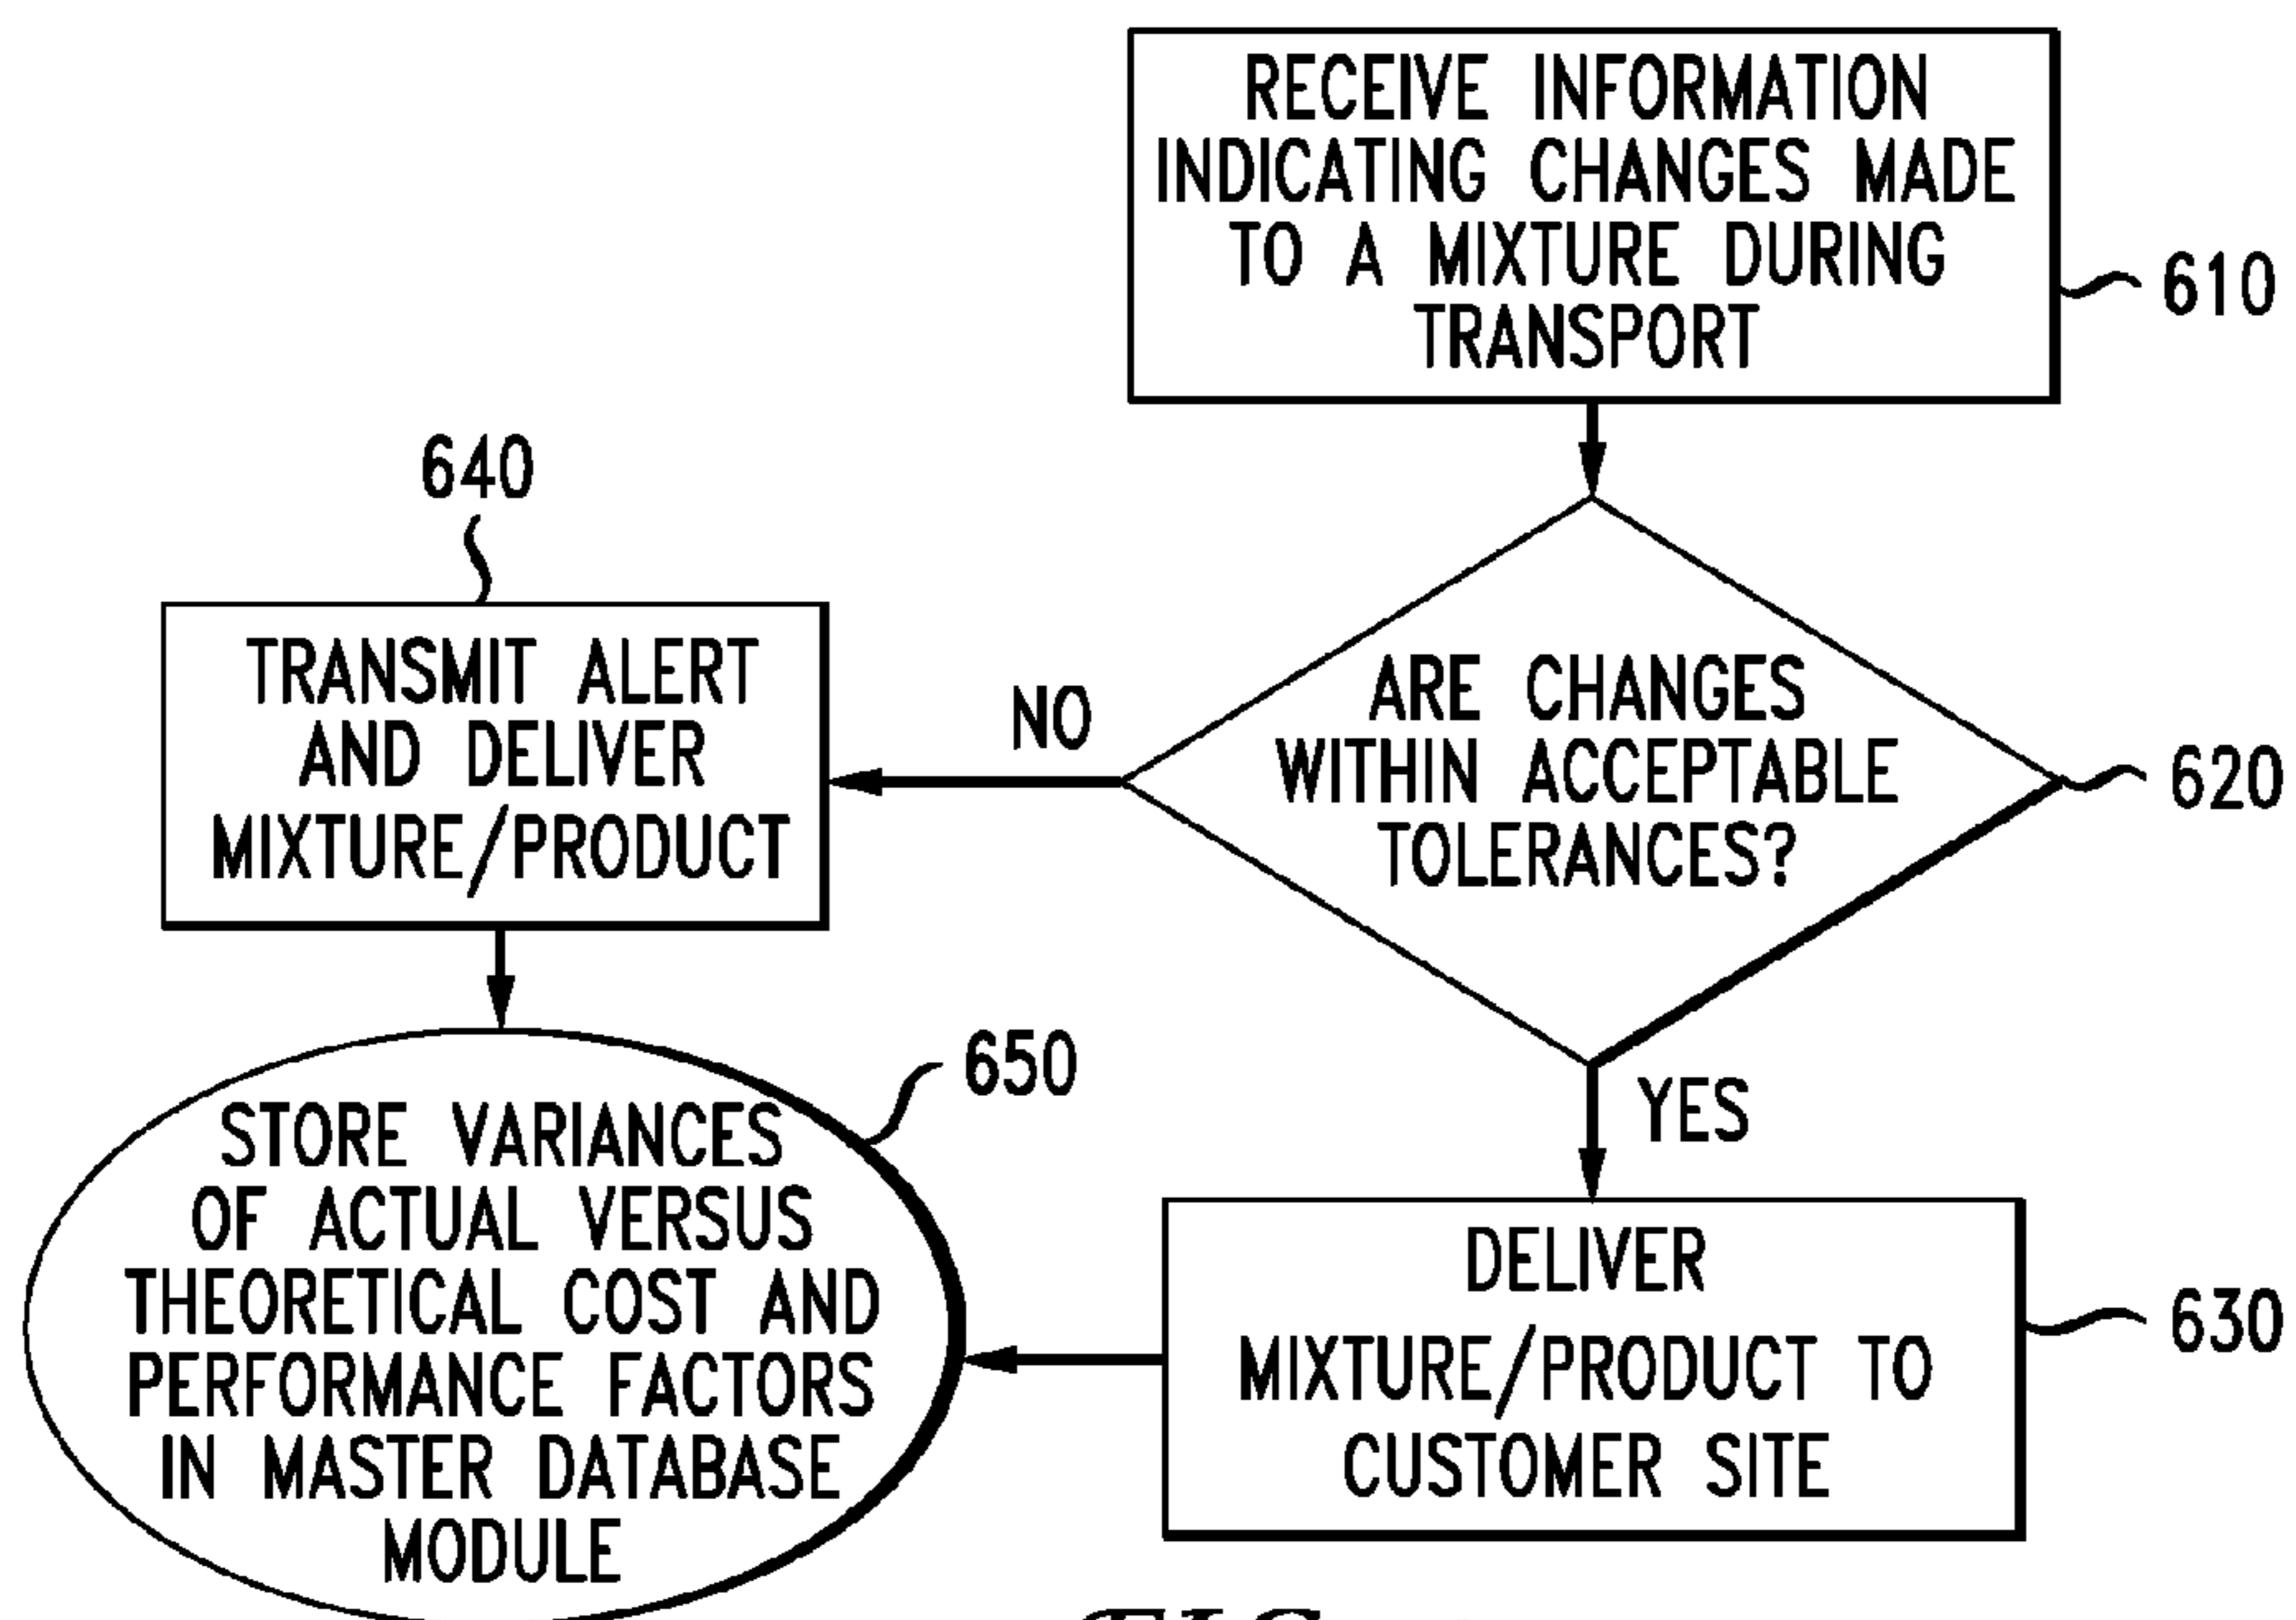 RECEIVE INFORMATION
INDICATING CHANGES MADE
TO A MIXTURE DURING
TRANSPORT
610
640
TRANSMIT ALERT
AND DELIVER
MIXTURE/PRODUCT
NO
ARE CHANGES
WITHIN ACCEPTABLE
TOLERANCES?
620
YES
650
STORE VARIANCES
OF ACTUAL VERSUS
THEORETICAL COST AND
PERFORMANCE FACTORS
IN MASTER DATABASE
MODULE
DELIVER
MIXTURE/PRODUCT TO
CUSTOMER SITE
630